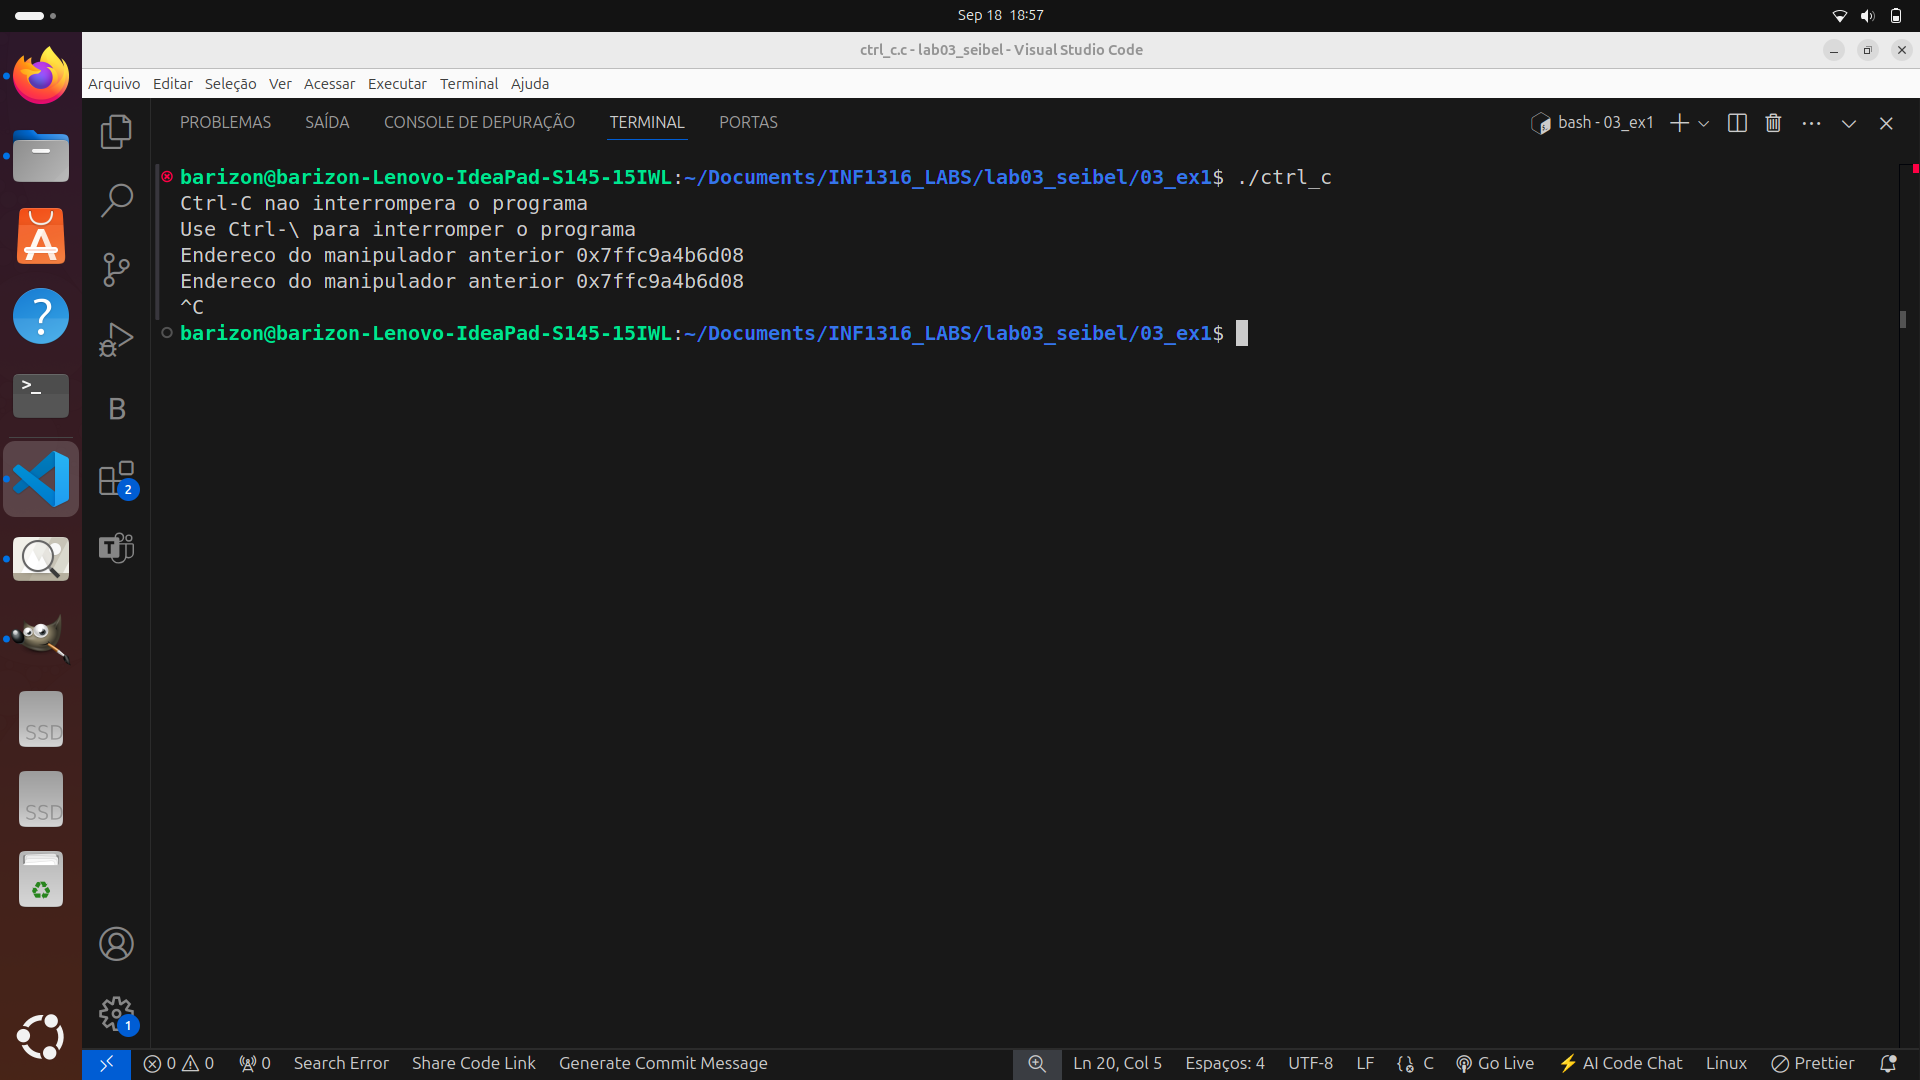 Sep 18 18:57
ctrl_c.c - lab03_seibel - Visual Studio Code
Arquivo Editar Seleção Ver Acessar Executar Terminal Ajuda
PROBLEMAS SAÍDA CONSOLE DE DEPURAÇÃO TERMINAL PORTAS bash - 03_ex1
barizon@barizon-Lenovo-IdeaPad-S145-15IWL:~/Documents/INF1316_LABS/lab03_seibel/03_ex1$ ./ctrl_c
Ctrl-C nao interrompera o programa
Use Ctrl-\ para interromper o programa
Endereco do manipulador anterior 0x7ffc9a4b6d08
Endereco do manipulador anterior 0x7ffc9a4b6d08
^C
barizon@barizon-Lenovo-IdeaPad-S145-15IWL:~/Documents/INF1316_LABS/lab03_seibel/03_ex1$
>_
B
2
T
SSD
SSD
1
0 0 0 Search Error Share Code Link Generate Commit Message Ln 20, Col 5 Espaços: 4 UTF-8 LF {} C Go Live AI Code Chat Linux Prettier